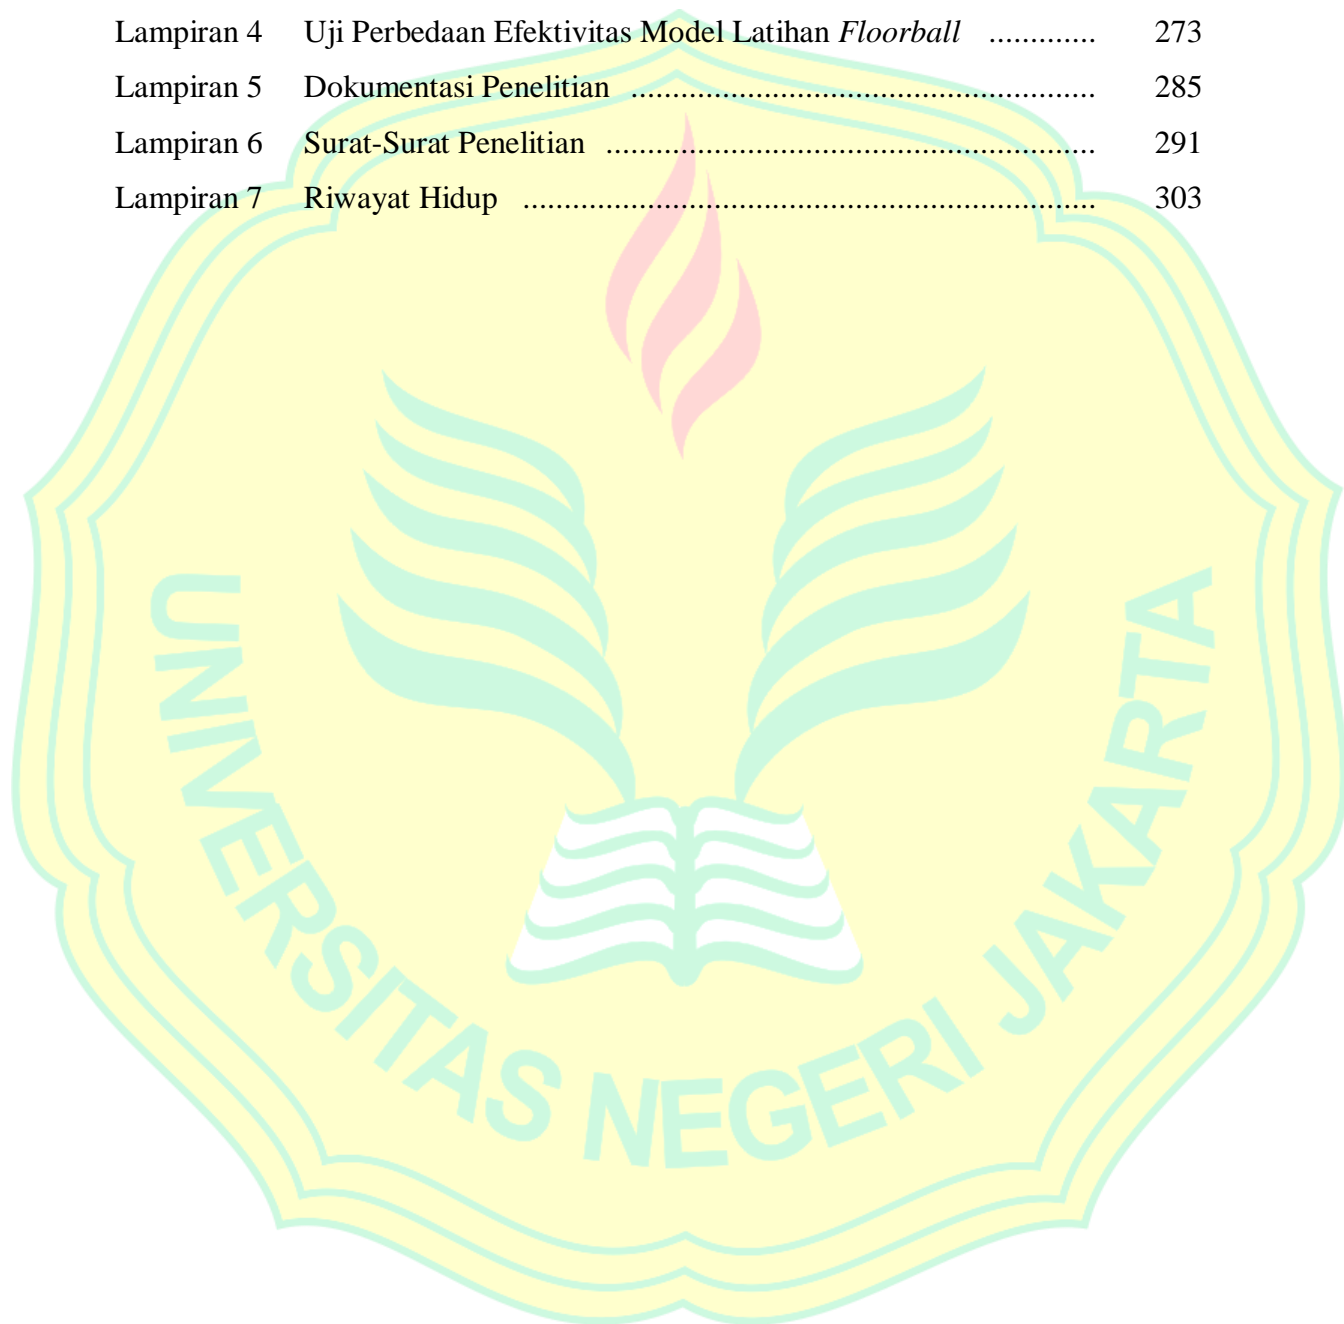 Lampiran 4 Uji Perbedaan Efektivitas Model Latihan Floorball ............. 273
Lampiran 5 Dokumentasi Penelitian ........................................................ 285
Lampiran 6 Surat-Surat Penelitian ........................................................... 291
Lampiran 7 Riwayat Hidup ..................................................................... 303
UNIVERSITAS NEGERI JAKARTA